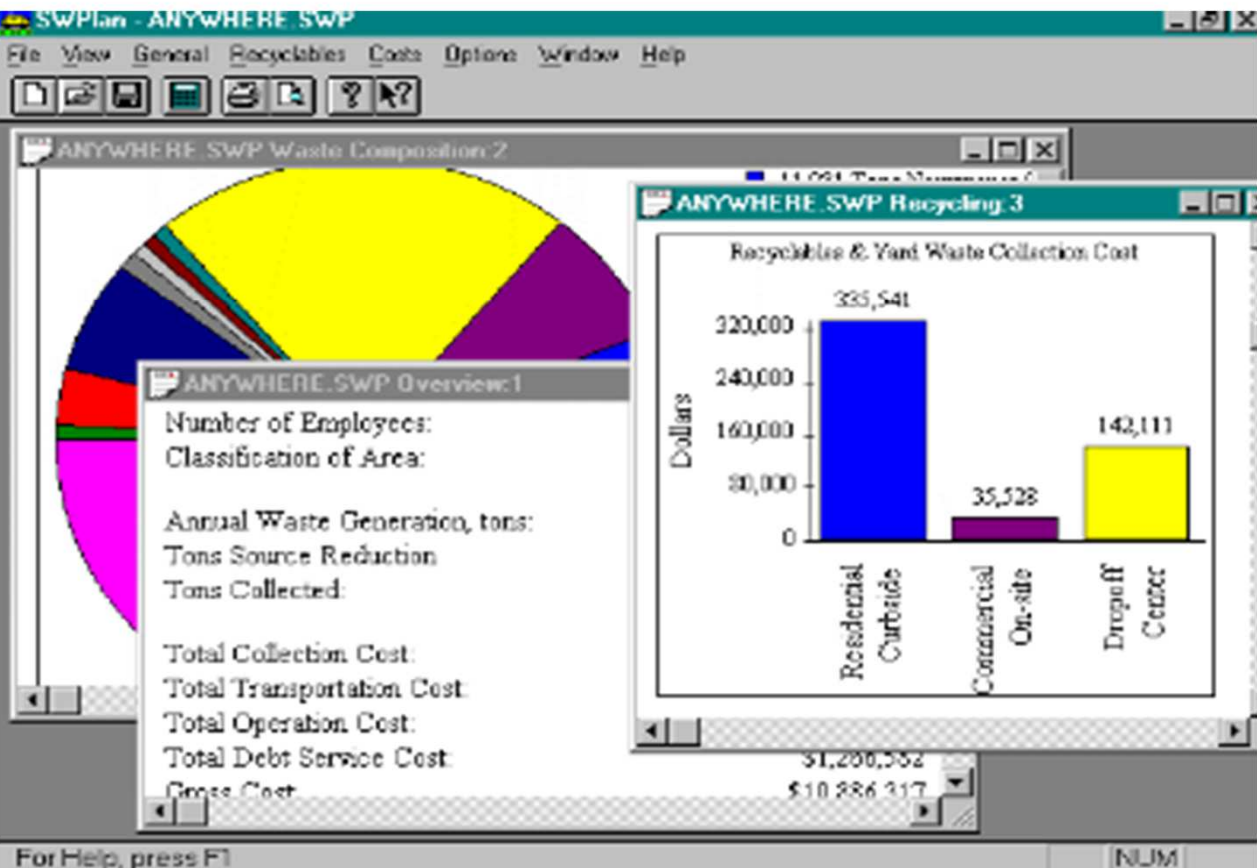 SWPlan - ANYWHERE.SWP
File View General Recyclables Costs Options Window Help
ANYWHERE.SWP Waste Composition:2
ANYWHERE.SWP Recycling:3
Recyclables & Yard Waste Collection Cost
335,541
320,000
240,000
160,000
80,000
0
Dollars
142,111
35,528
Residential
Curbside
Commercial
On-site
Dropoff
Center
ANYWHERE.SWP Overview:1
Number of Employees:
Classification of Area:
Annual Waste Generation, tons:
Tons Source Reduction
Tons Collected:
Total Collection Cost:
Total Transportation Cost:
Total Operation Cost:
Total Debt Service Cost:
Gross Cost $10,886,317
For Help, press F1
NUM